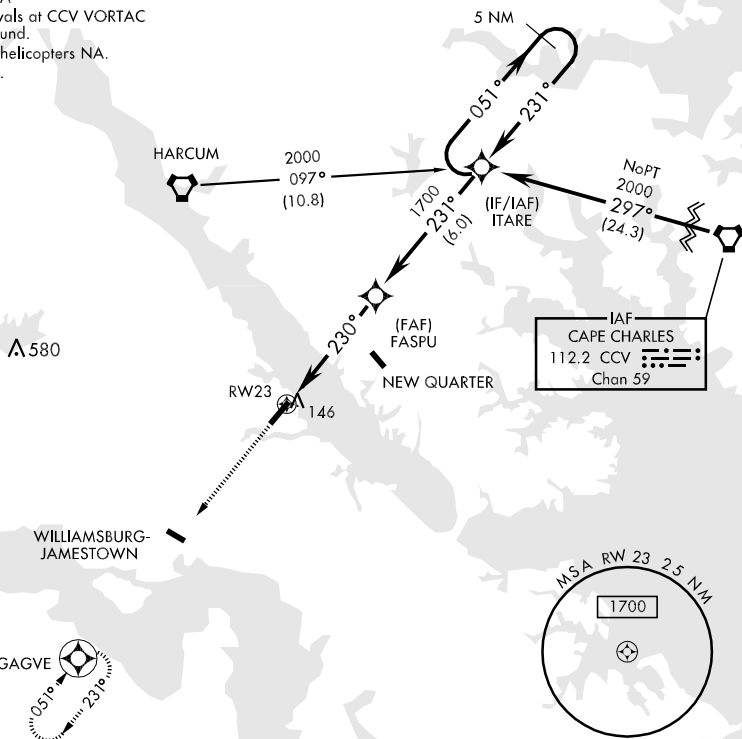 vals at CCV VORTAC
und.
helicopters NA.
5 NM
051°
231°
HARCUM
2000
097°
(10.8)
NoPT
2000
297°
(24.3)
(IF/IAF)
ITARE
1700
231°
(6.0)
IAF
CAPE CHARLES
112.2 CCV
Chan 59
(FAF)
FASPU
230°
580
NEW QUARTER
RW23
146
WILLIAMSBURG-
JAMESTOWN
MSA RW 23 25 NM
1700
GAGVE
051°
231°